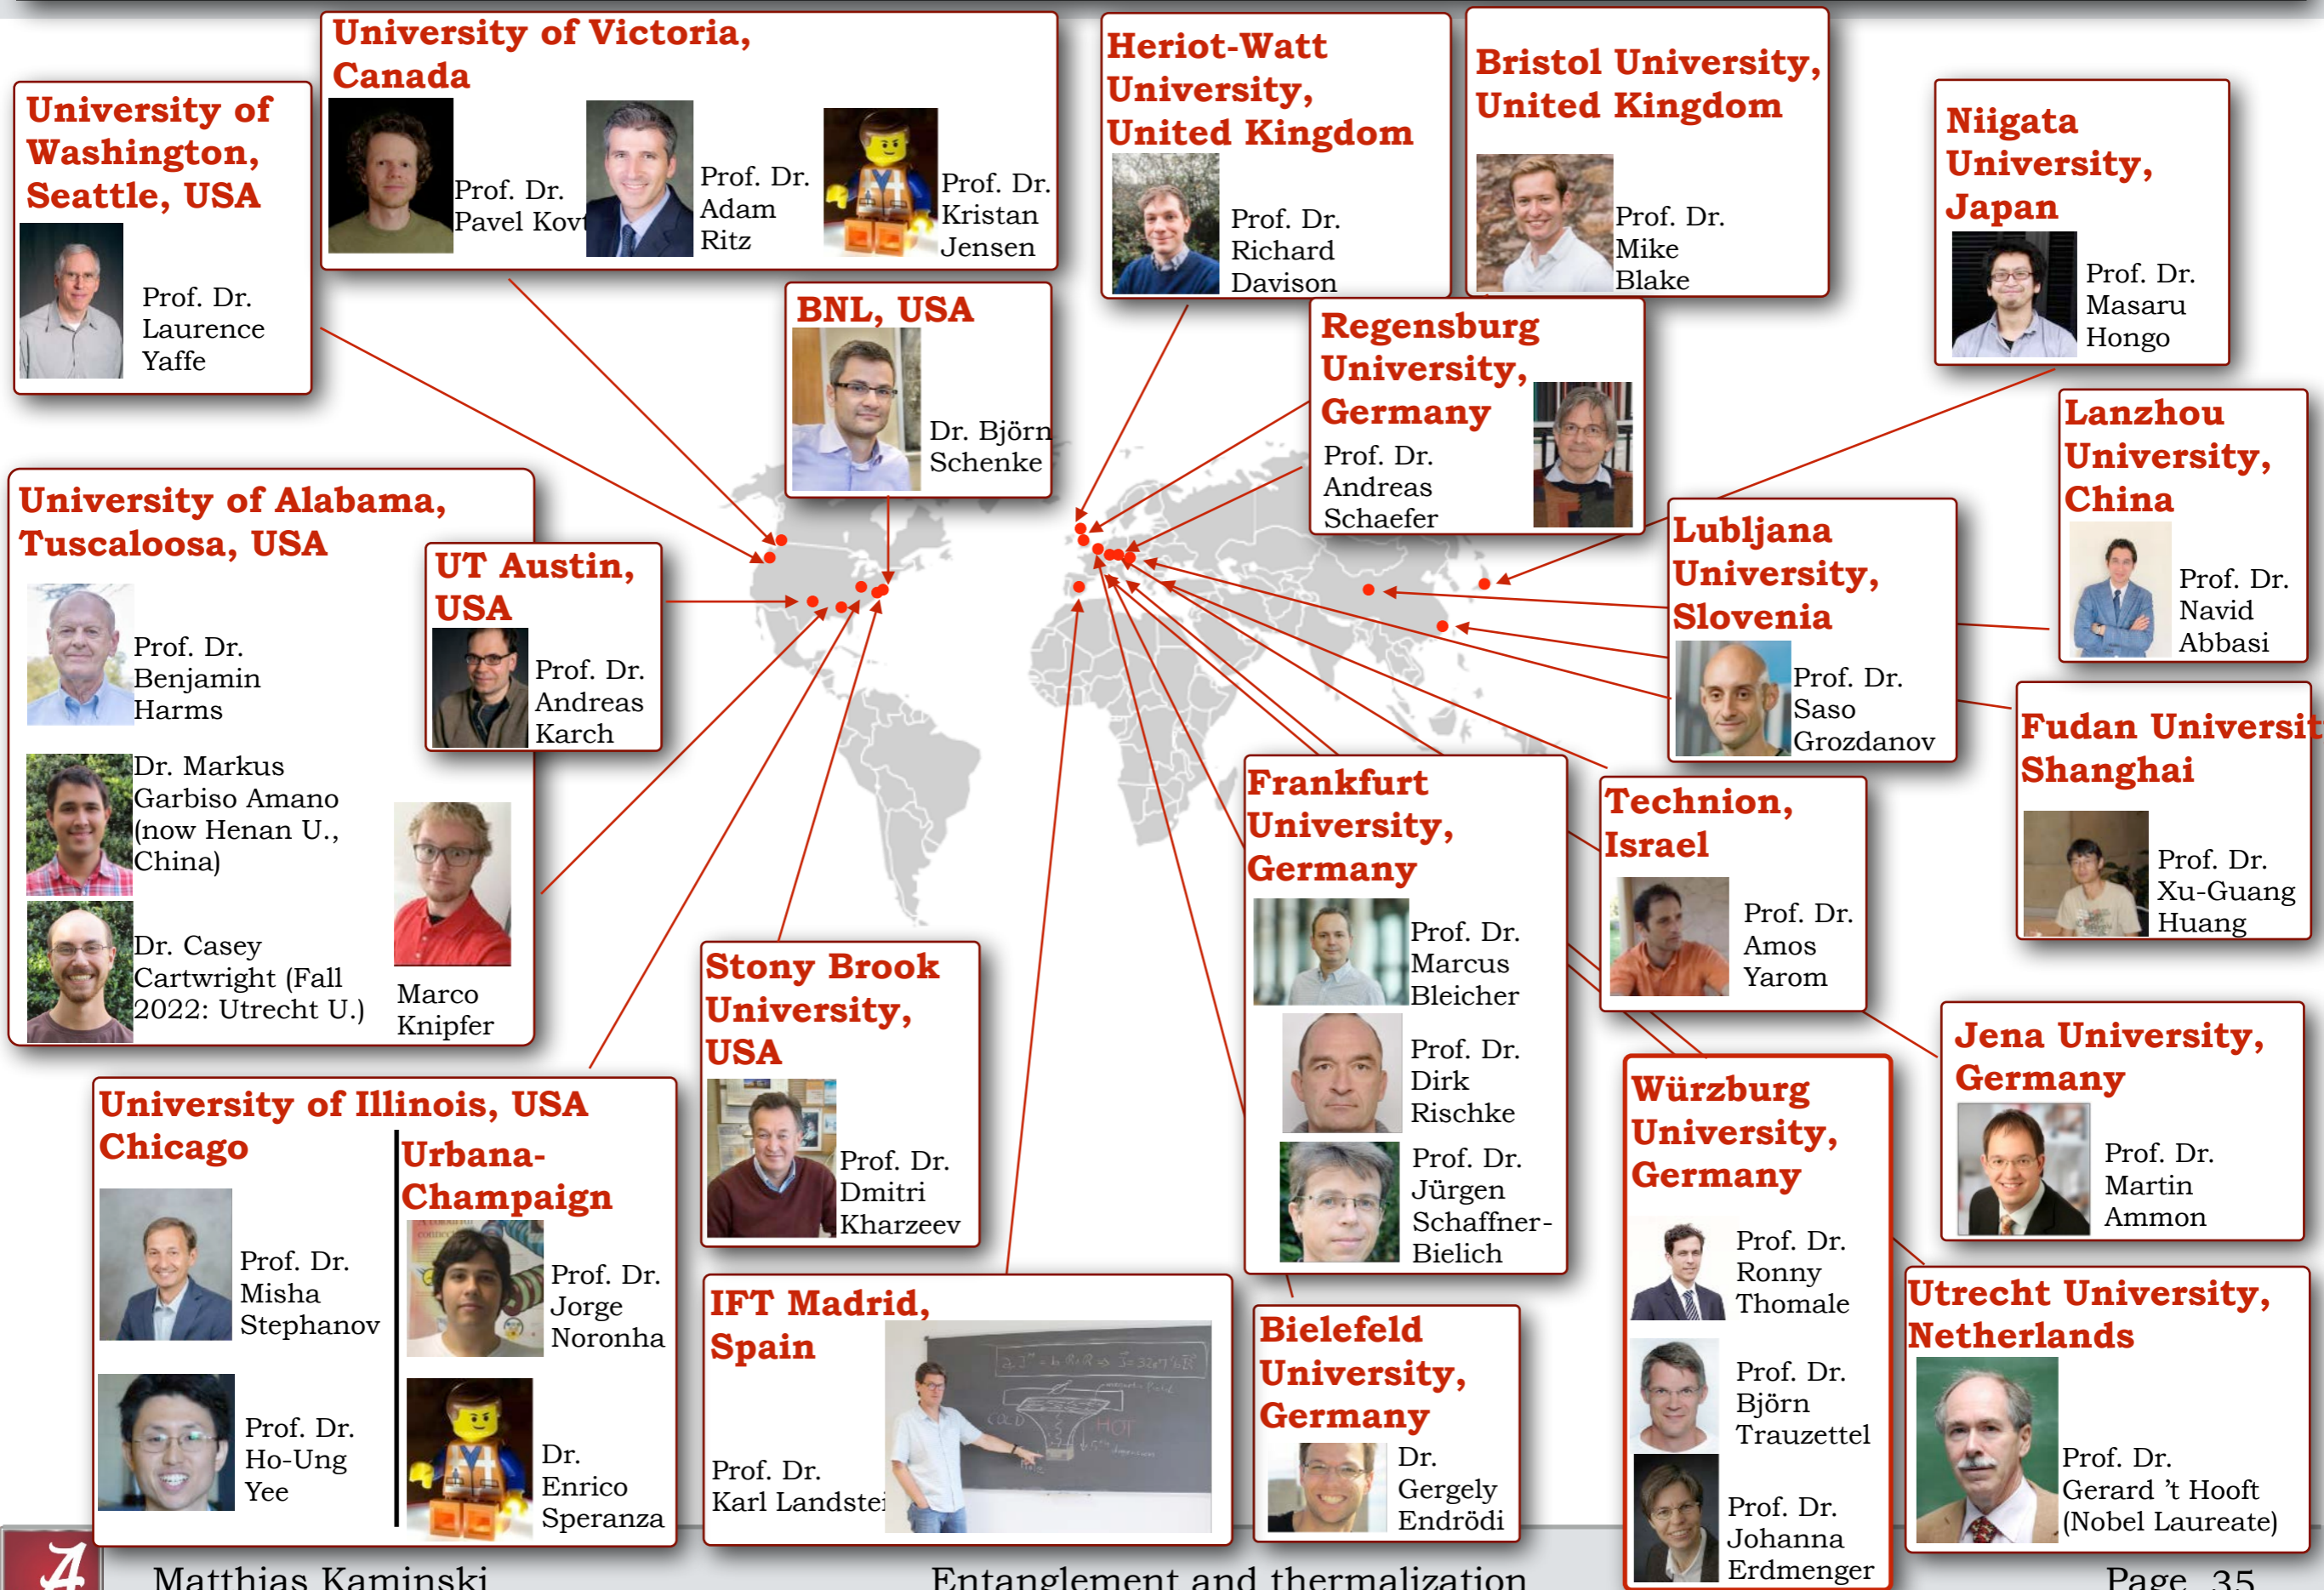 University of Victoria,
Canada
Prof. Dr.
Pavel Kovt
Prof. Dr.
Adam
Ritz
Prof. Dr.
Kristan
Jensen
Heriot-Watt
University,
United Kingdom
Prof. Dr.
Richard
Davison
Bristol University,
United Kingdom
Prof. Dr.
Mike
Blake
University of
Washington,
Seattle, USA
Prof. Dr.
Laurence
Yaffe
Niigata
University,
Japan
Prof. Dr.
Masaru
Hongo
BNL, USA
Dr. Björn
Schenke
Regensburg
University,
Germany
Prof. Dr.
Andreas
Schaefer
Lanzhou
University,
China
Prof. Dr.
Navid
Abbasi
University of Alabama,
Tuscaloosa, USA
Prof. Dr.
Benjamin
Harms
Dr. Markus
Garbiso Amano
(now Henan U.,
China)
Dr. Casey
Cartwright (Fall
2022: Utrecht U.)
Marco
Knipfer
UT Austin,
USA
Prof. Dr.
Andreas
Karch
Lubljana
University,
Slovenia
Prof. Dr.
Saso
Grozdanov
Fudan Universit
Shanghai
Prof. Dr.
Xu-Guang
Huang
Frankfurt
University,
Germany
Prof. Dr.
Marcus
Bleicher
Prof. Dr.
Dirk
Rischke
Prof. Dr.
Jürgen
Schaffner-
Bielich
Technion,
Israel
Prof. Dr.
Amos
Yarom
Stony Brook
University,
USA
Prof. Dr.
Dmitri
Kharzeev
Jena University,
Germany
Prof. Dr.
Martin
Ammon
University of Illinois, USA
Chicago
Prof. Dr.
Misha
Stephanov
Prof. Dr.
Ho-Ung
Yee
Urbana-
Champaign
Prof. Dr.
Jorge
Noronha
Dr.
Enrico
Speranza
Würzburg
University,
Germany
Prof. Dr.
Ronny
Thomale
Prof. Dr.
Björn
Trauzettel
Prof. Dr.
Johanna
Erdmenger
IFT Madrid,
Spain
Prof. Dr.
Karl Landstei
COLD
HOT
Bielefeld
University,
Germany
Dr.
Gergely
Endrödi
Utrecht University,
Netherlands
Prof. Dr.
Gerard ’t Hooft
(Nobel Laureate)
A
Matthias Kaminski
Entanglement and thermalization
Page 35